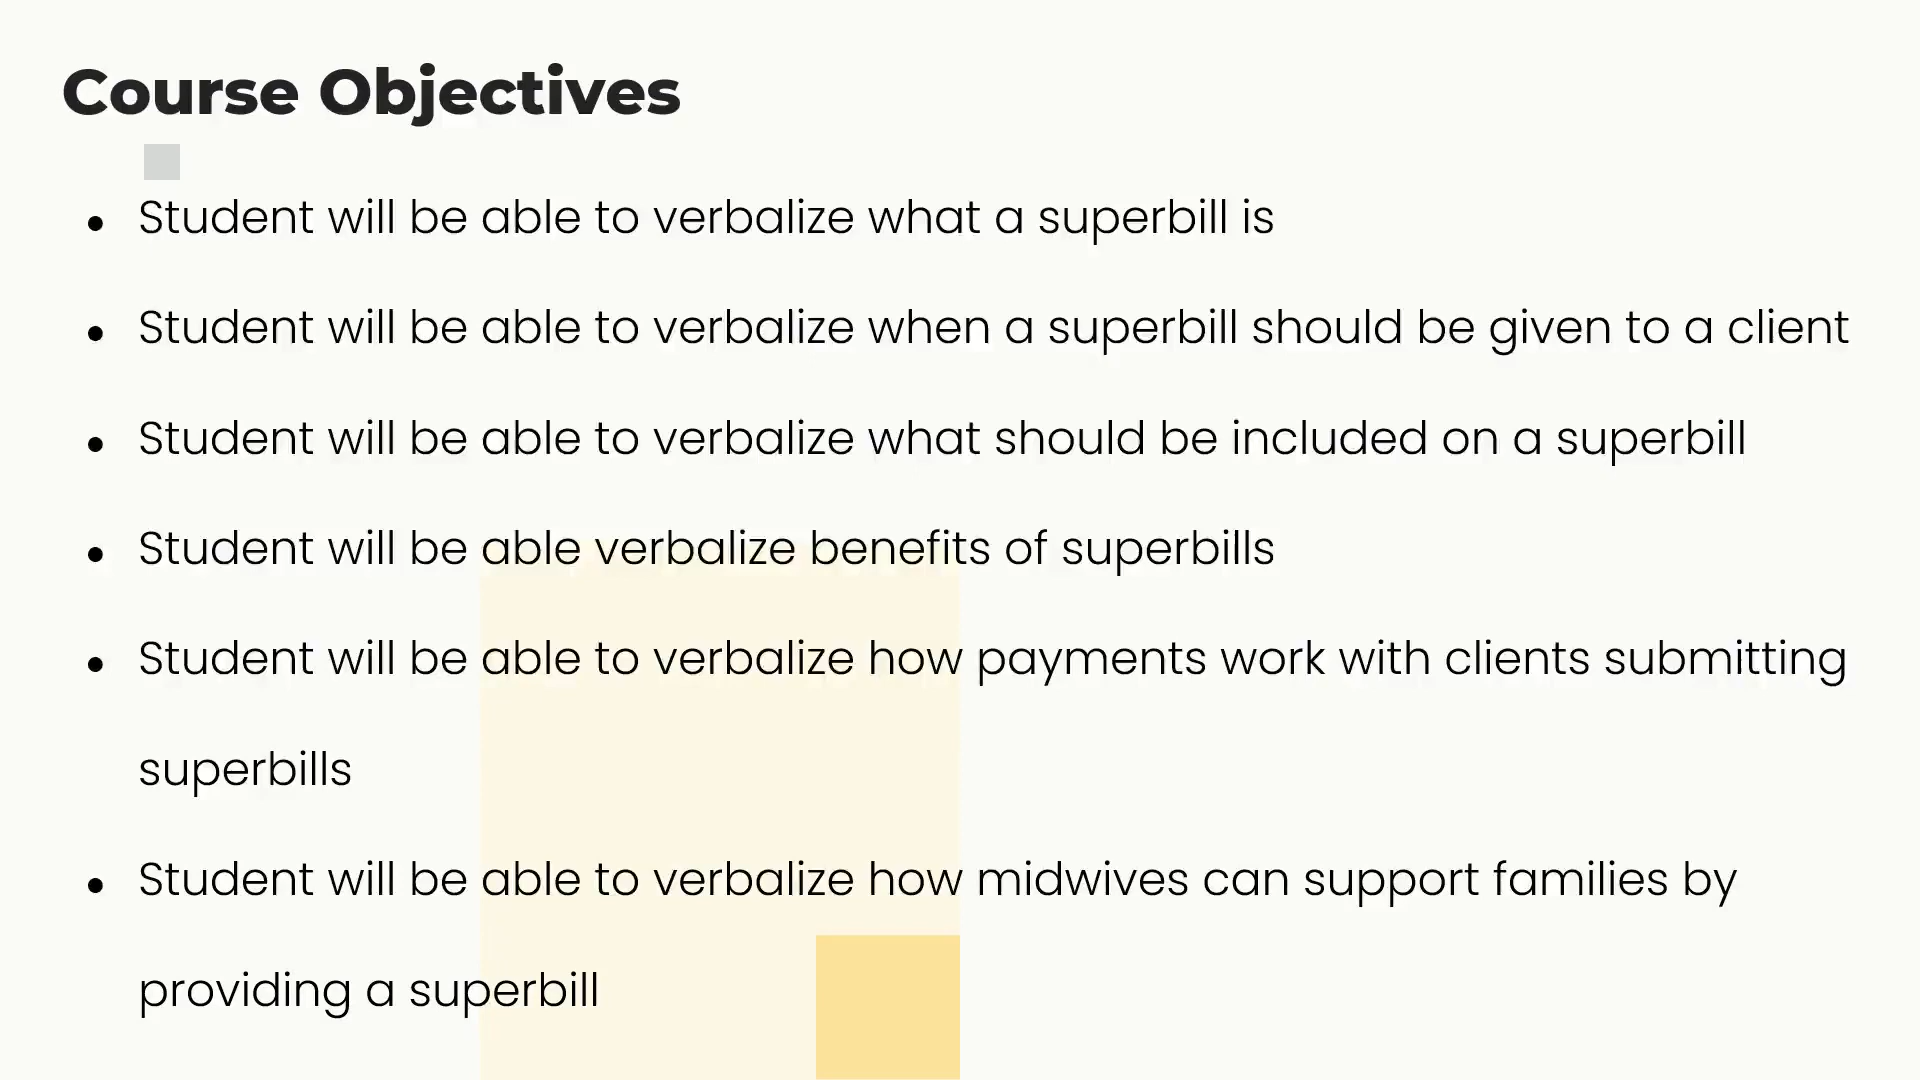 Course Objectives
• Student will be able to verbalize what a superbill is
• Student will be able to verbalize when a superbill should be given to a client
• Student will be able to verbalize what should be included on a superbill
• Student will be able verbalize benefits of superbills
• Student will be able to verbalize how payments work with clients submitting
superbills
• Student will be able to verbalize how midwives can support families by
providing a superbill